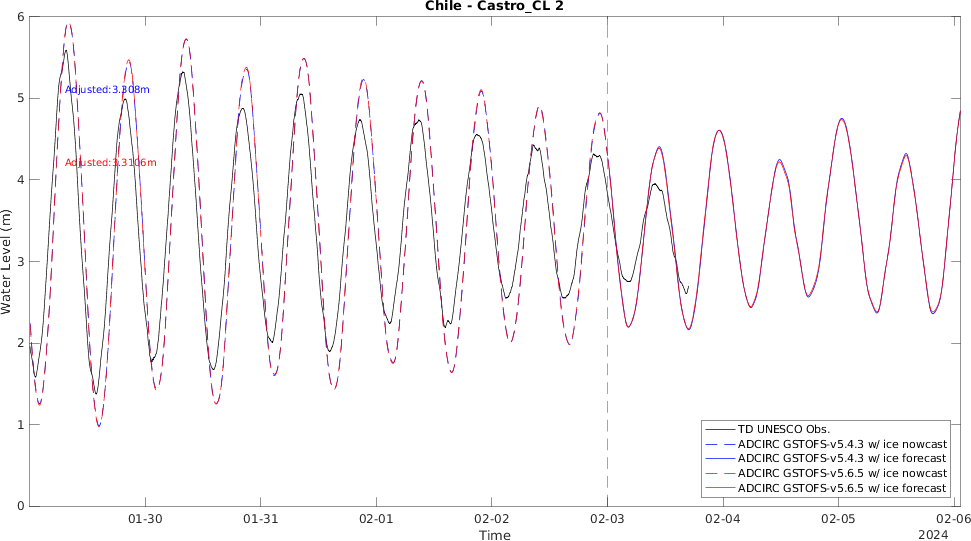 Chile - Castro_CL 2
6
5
4
3
2
1
0
Water Level (m)
Adjusted:3.308m
Adjusted:3.3106m
TD UNESCO Obs.
ADCIRC GSTOFS-v5.4.3 w/ ice nowcast
ADCIRC GSTOFS-v5.4.3 w/ ice forecast
ADCIRC GSTOFS-v5.6.5 w/ ice nowcast
ADCIRC GSTOFS-v5.6.5 w/ ice forecast
01-30 01-31 02-01 02-02 02-03 02-04 02-05 02-06
Time
2024